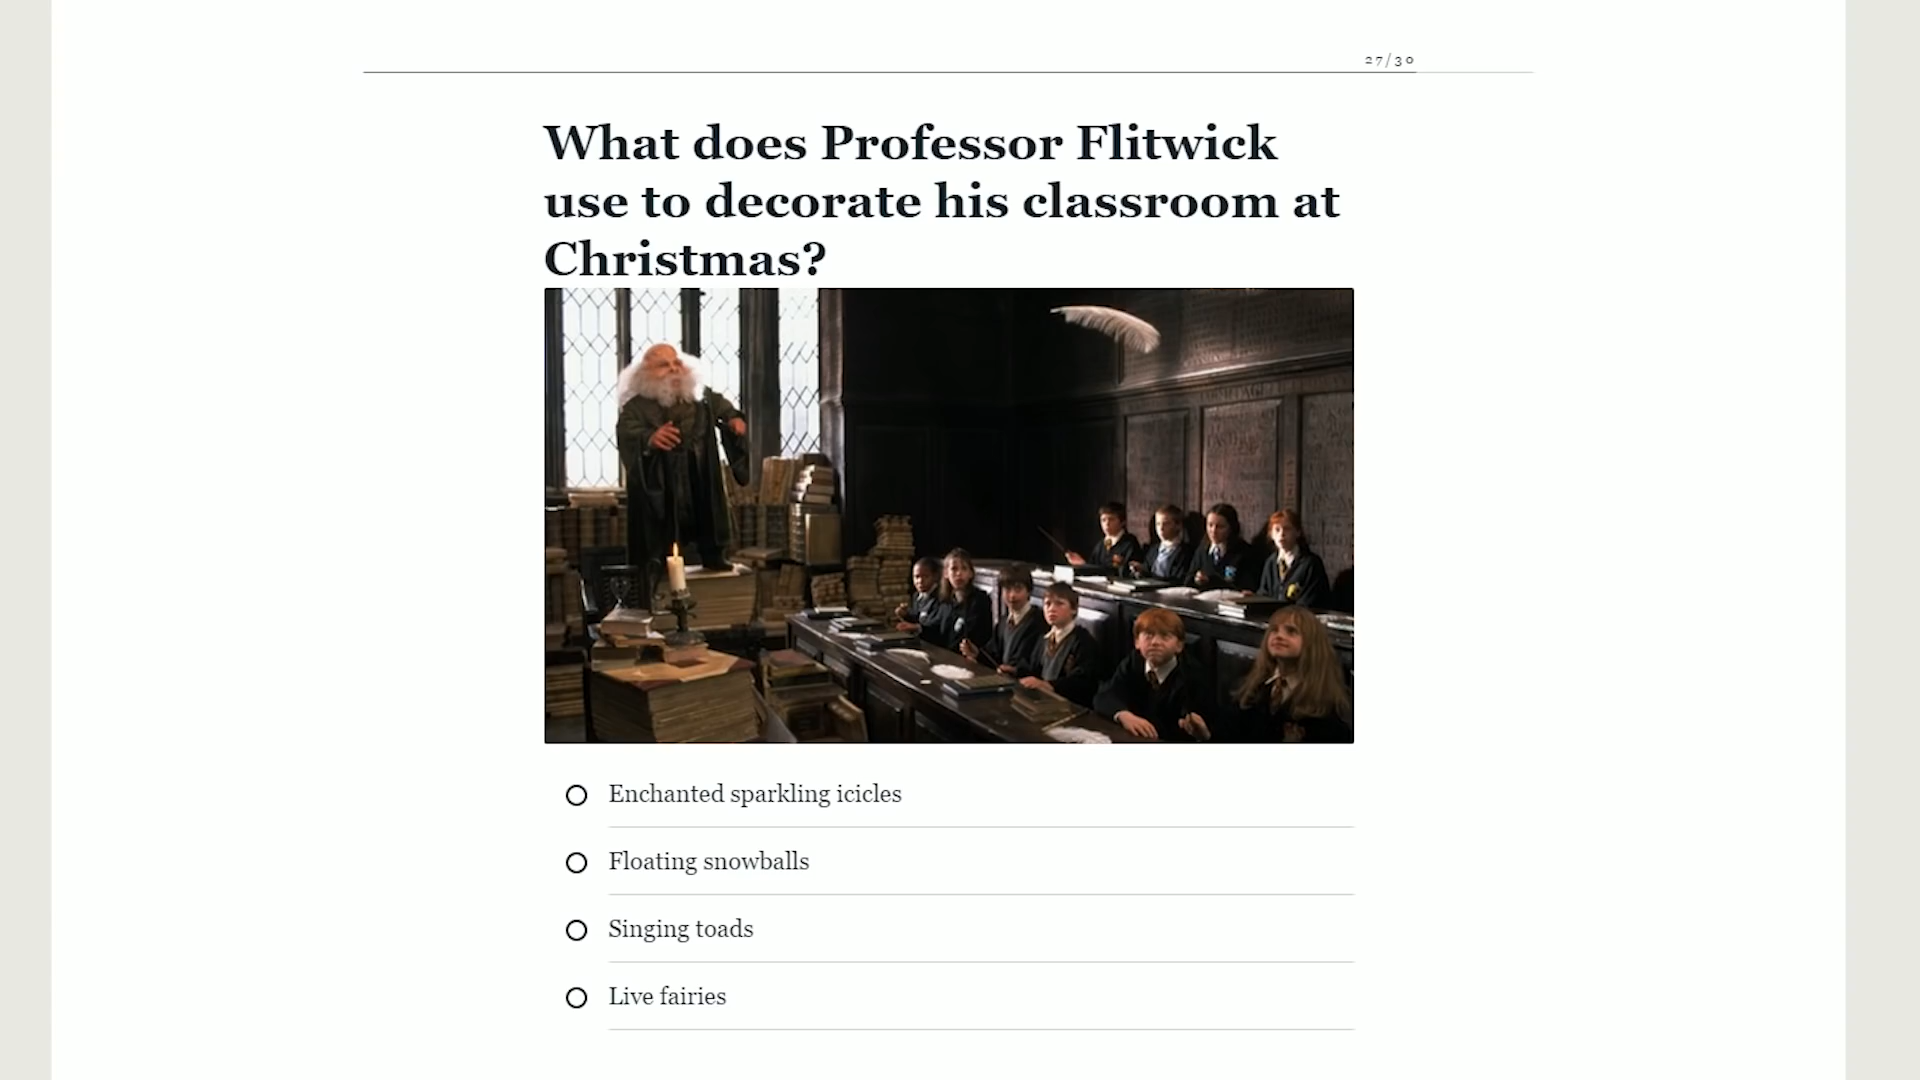 27/30
What does Professor Flitwick
use to decorate his classroom at
Christmas?
Enchanted sparkling icicles
Floating snowballs
Singing toads
Live fairies